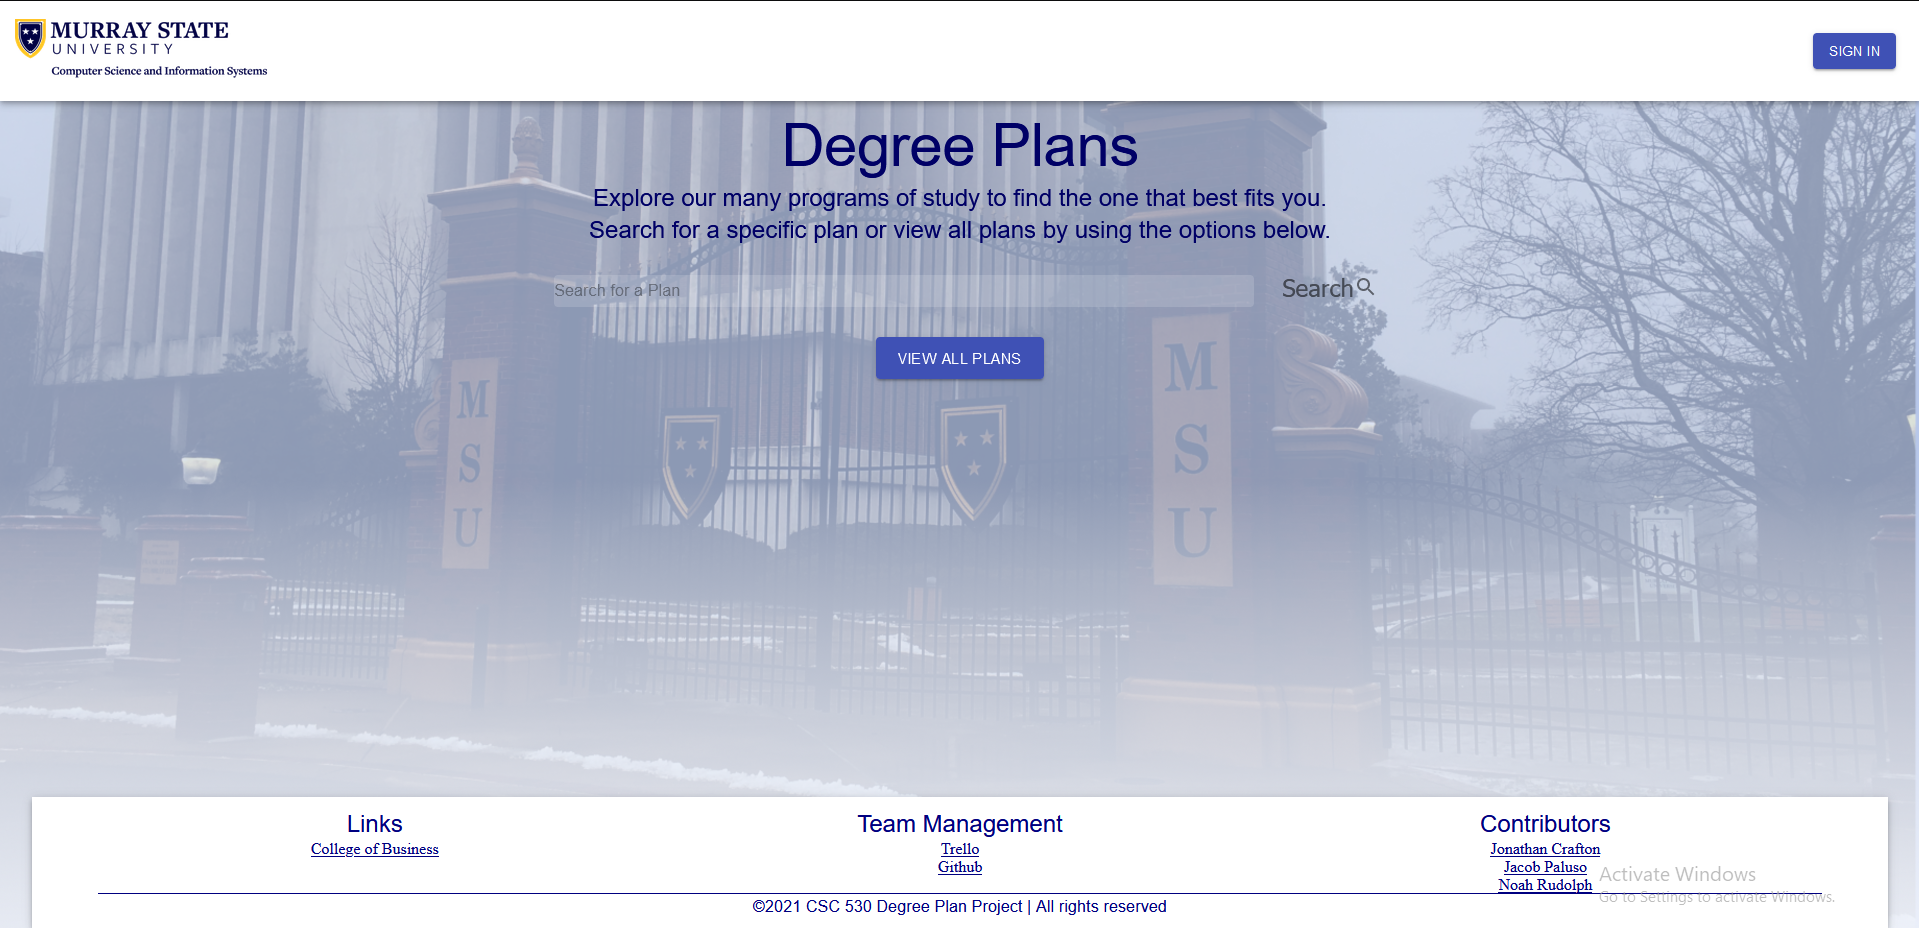 MURRAY STATE
UNIVERSITY
Computer Science and Information Systems
SIGN IN
Degree Plans
Explore our many programs of study to find the one that best fits you.
Search for a specific plan or view all plans by using the options below.
Search for a Plan
Search
VIEW ALL PLANS
M
S
U
M
S
U
Links
College of Business
Team Management
Trello
Github
Contributors
Jonathan Crafton
Jacob Paluso
Noah Rudolph
Activate Windows
Go to Settings to activate Windows.
©2021 CSC 530 Degree Plan Project | All rights reserved